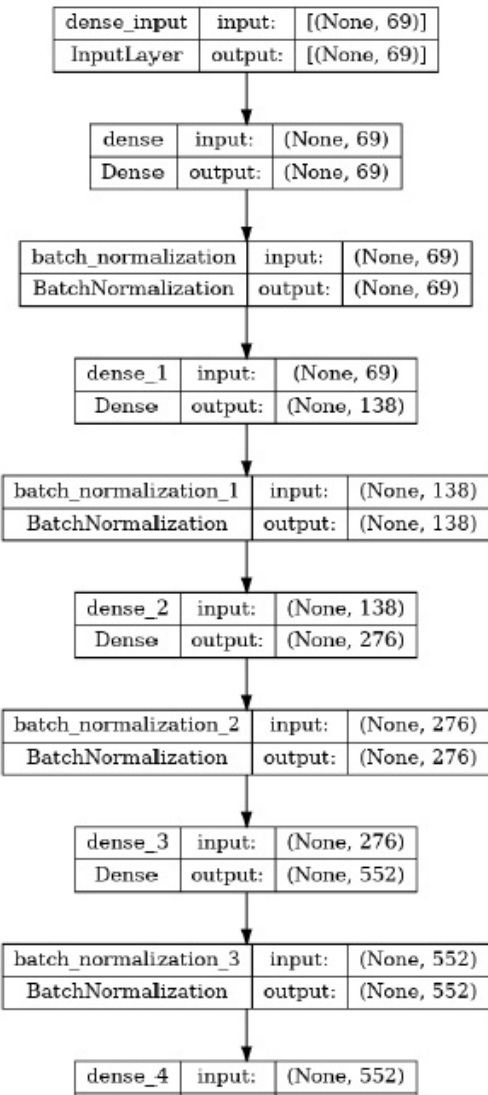 dense_input input: [(None, 69)]
InputLayer output: [(None, 69)]
dense input: (None, 69)
Dense output: (None, 69)
batch_normalization input: (None, 69)
BatchNormalization output: (None, 69)
dense_1 input: (None, 69)
Dense output: (None, 138)
batch_normalization_1 input: (None, 138)
BatchNormalization output: (None, 138)
dense_2 input: (None, 138)
Dense output: (None, 276)
batch_normalization_2 input: (None, 276)
BatchNormalization output: (None, 276)
dense_3 input: (None, 276)
Dense output: (None, 552)
batch_normalization_3 input: (None, 552)
BatchNormalization output: (None, 552)
dense_4 input: (None, 552)